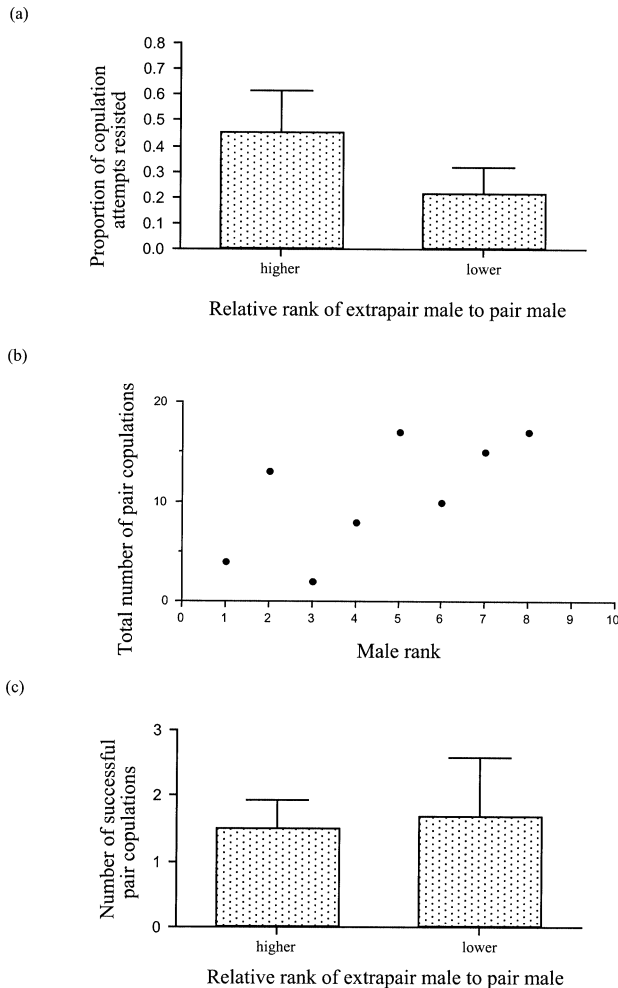 (a)
Proportion of copulation
attempts resisted
0.8
0.7
0.6
0.5
0.4
0.3
0.2
0.1
0.0
higher
lower
Relative rank of extrapair male to pair male
(b)
Total number of pair copulations
20
10
0
0 1 2 3 4 5 6 7 8 9 10
Male rank
(c)
Number of successful
pair copulations
3
2
1
0
higher
lower
Relative rank of extrapair male to pair male